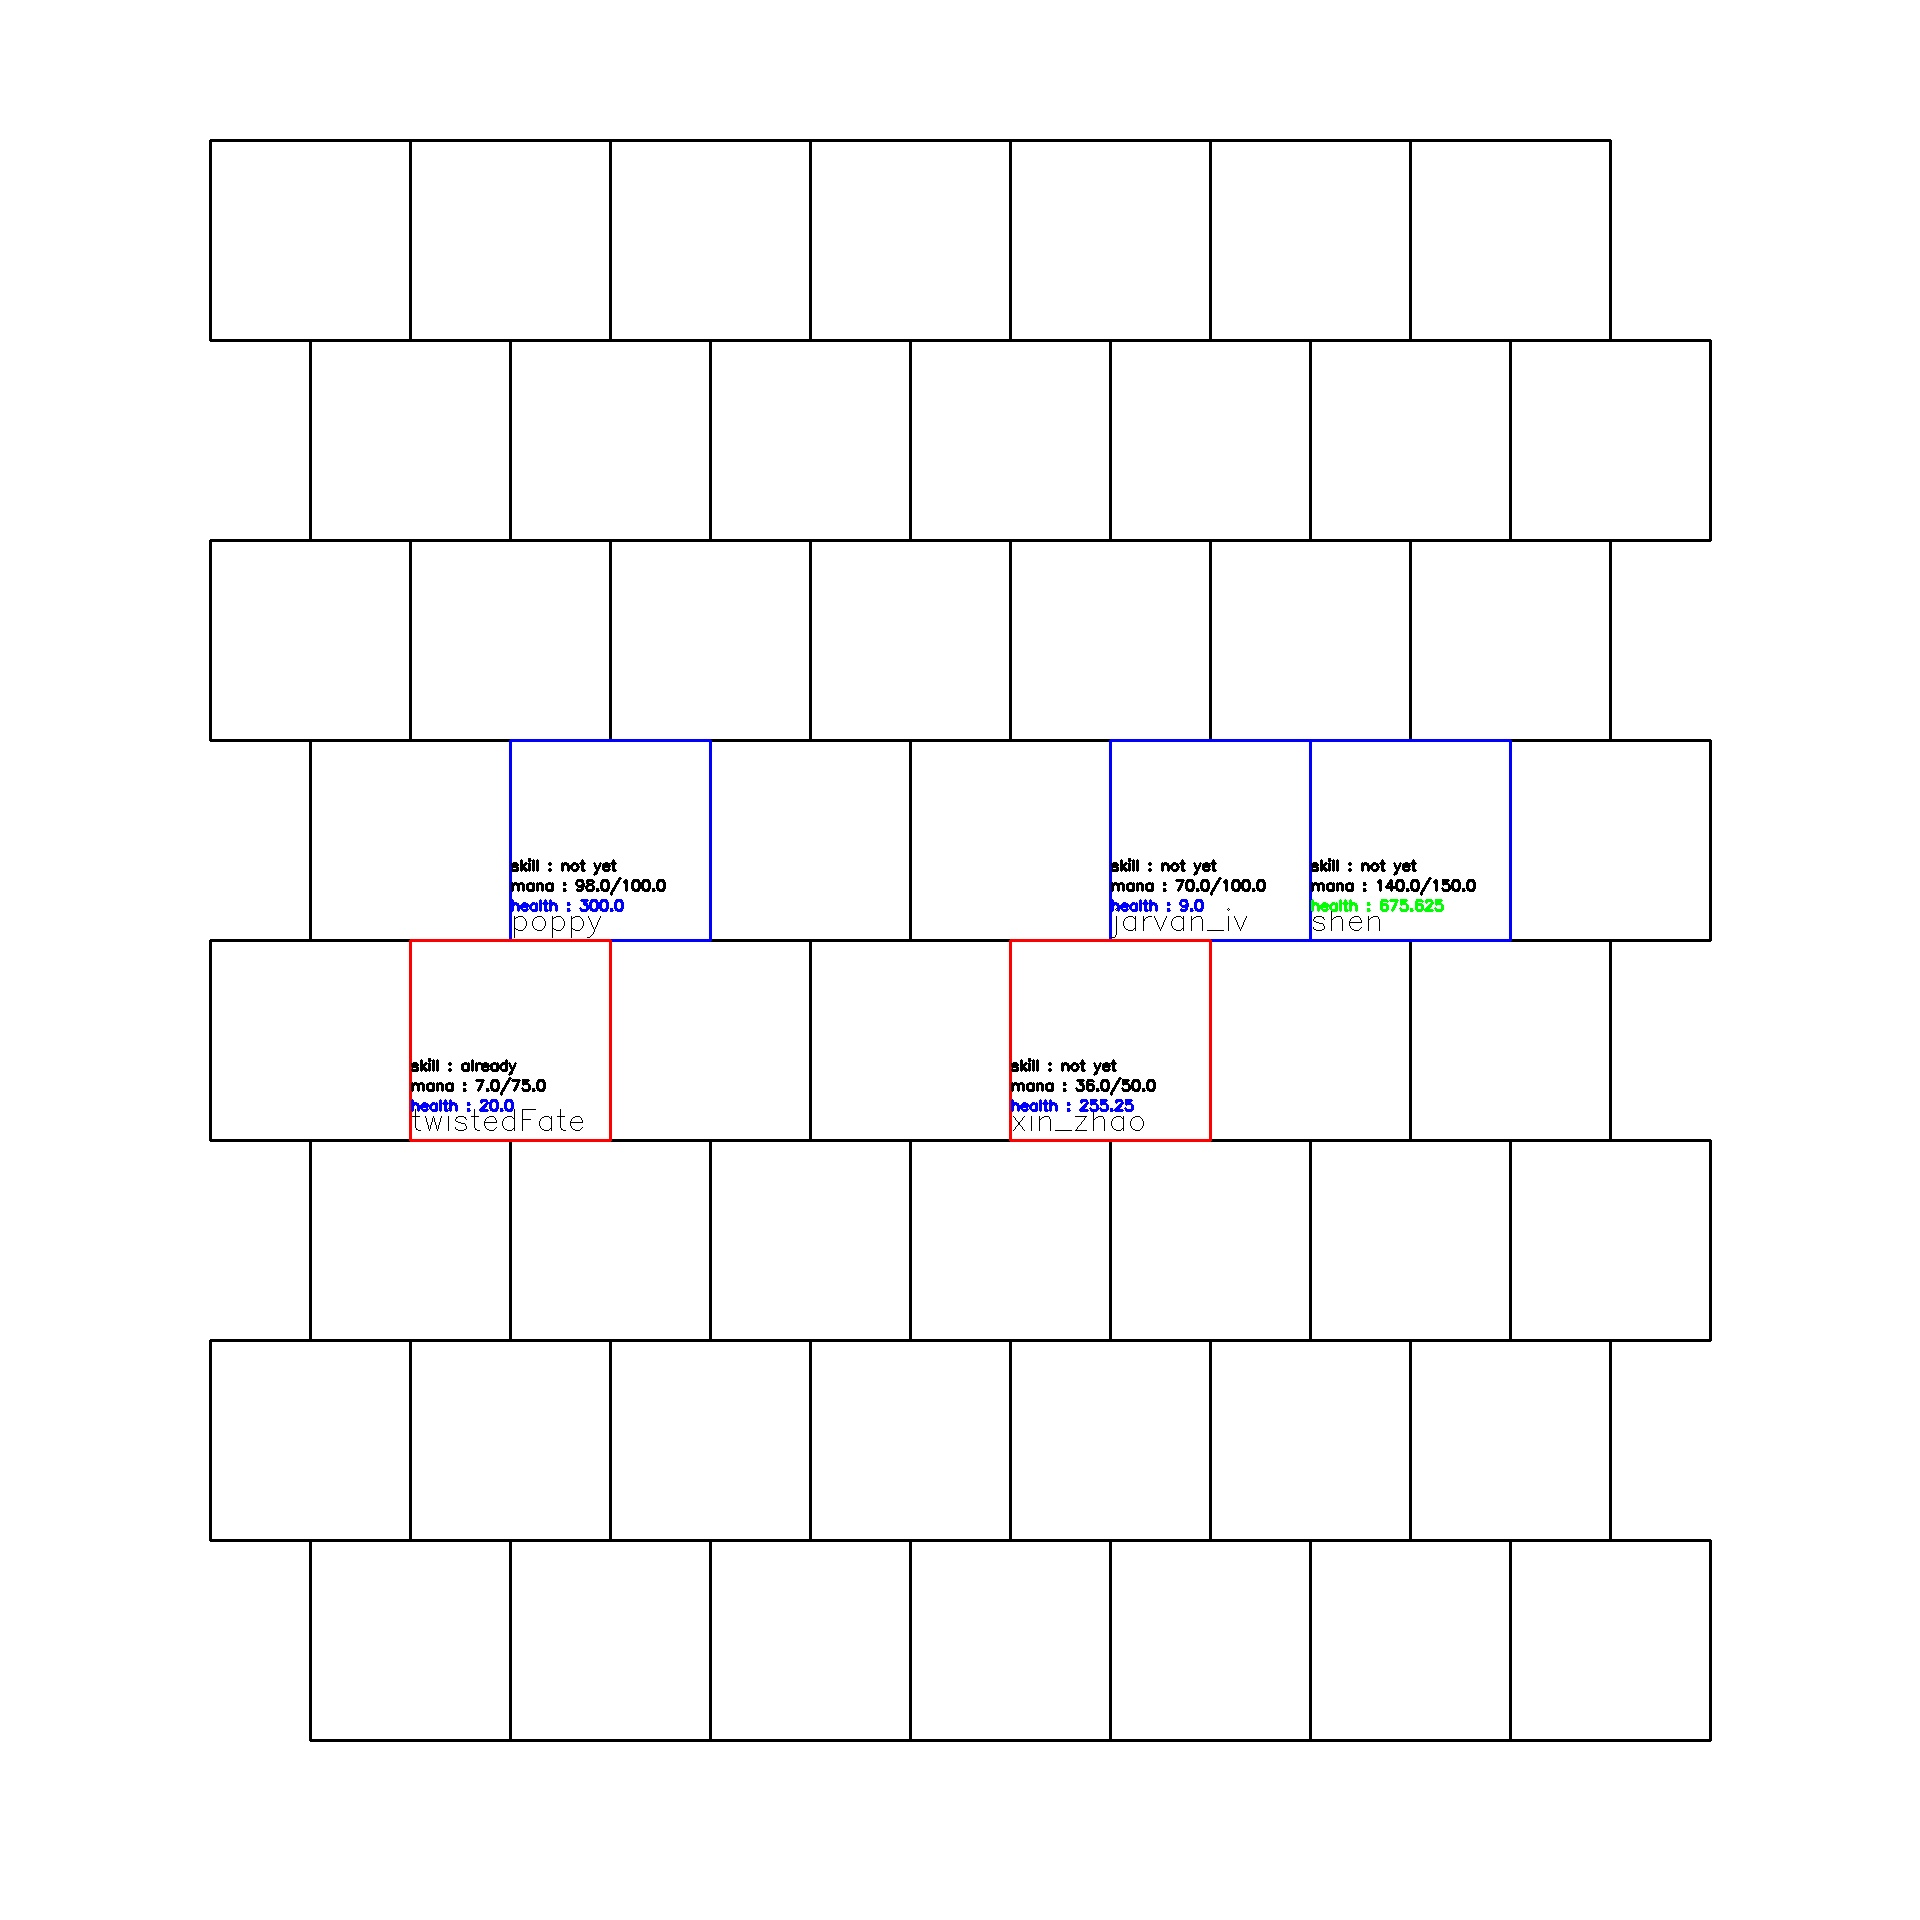 skill : not yet
mana : 98.0/100.0
health : 300.0
poppy
skill : not yet
mana : 70.0/100.0
health : 9.0
jarvan_iv
skill : not yet
mana : 140.0/150.0
health : 675.625
shen
skill : already
mana : 7.0/75.0
health : 20.0
twistedFate
skill : not yet
mana : 36.0/50.0
health : 255.25
xin_zhao